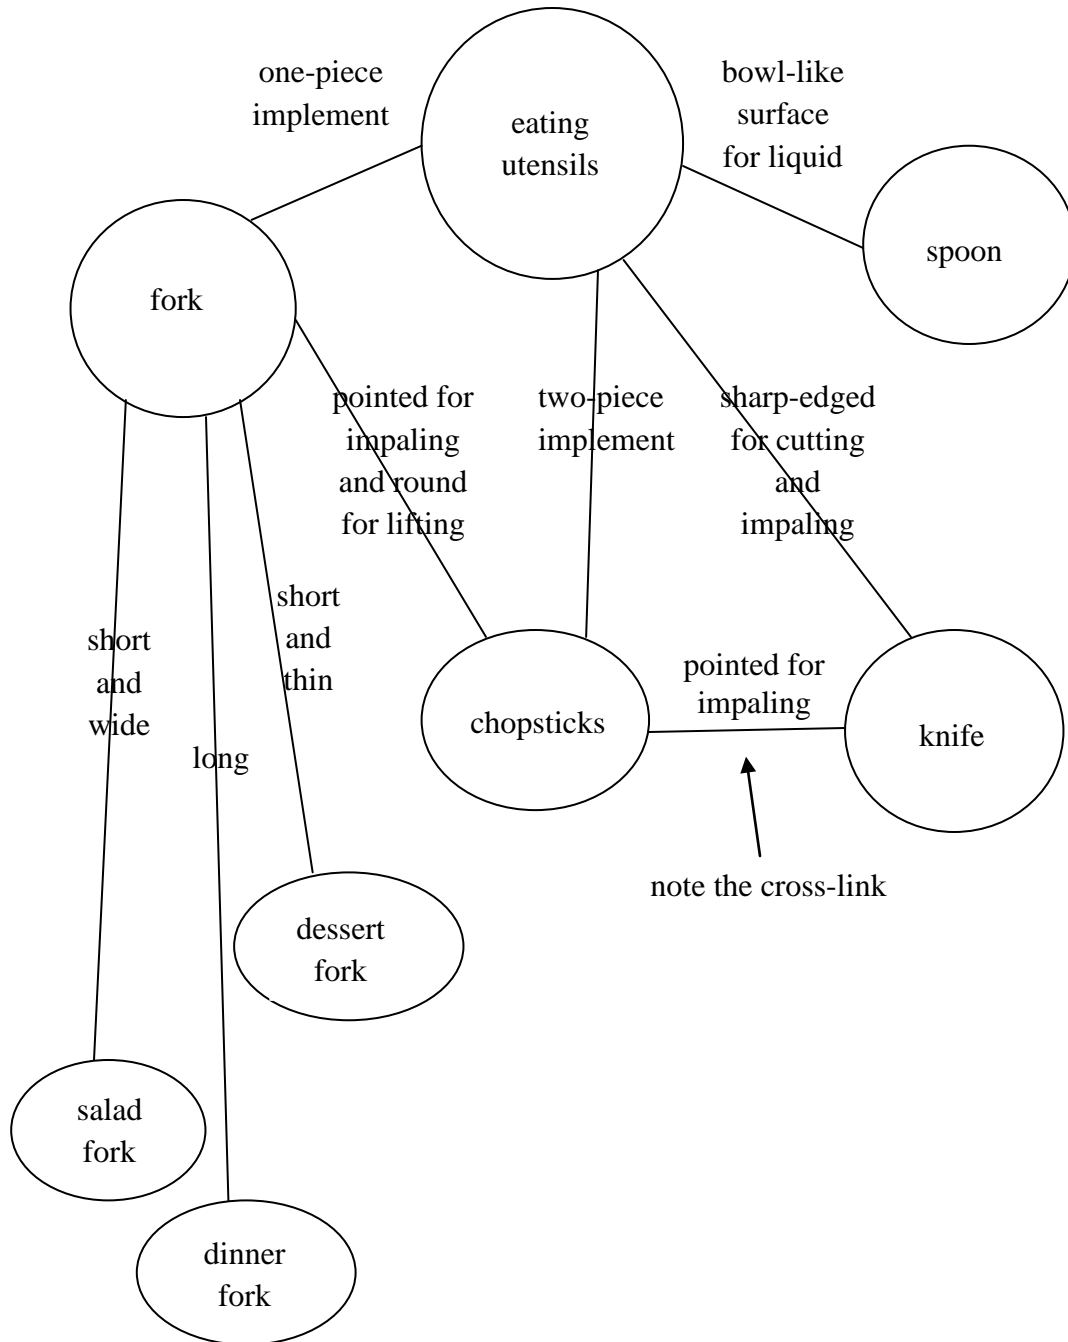 one-piece
implement
eating
utensils
bowl-like
surface
for liquid
spoon
fork
pointed for
impaling
and round
for lifting
two-piece
implement
sharp-edged
for cutting
and
impaling
short
and
wide
long
short
and
thin
chopsticks
pointed for
impaling
knife
note the cross-link
dessert
fork
salad
fork
dinner
fork